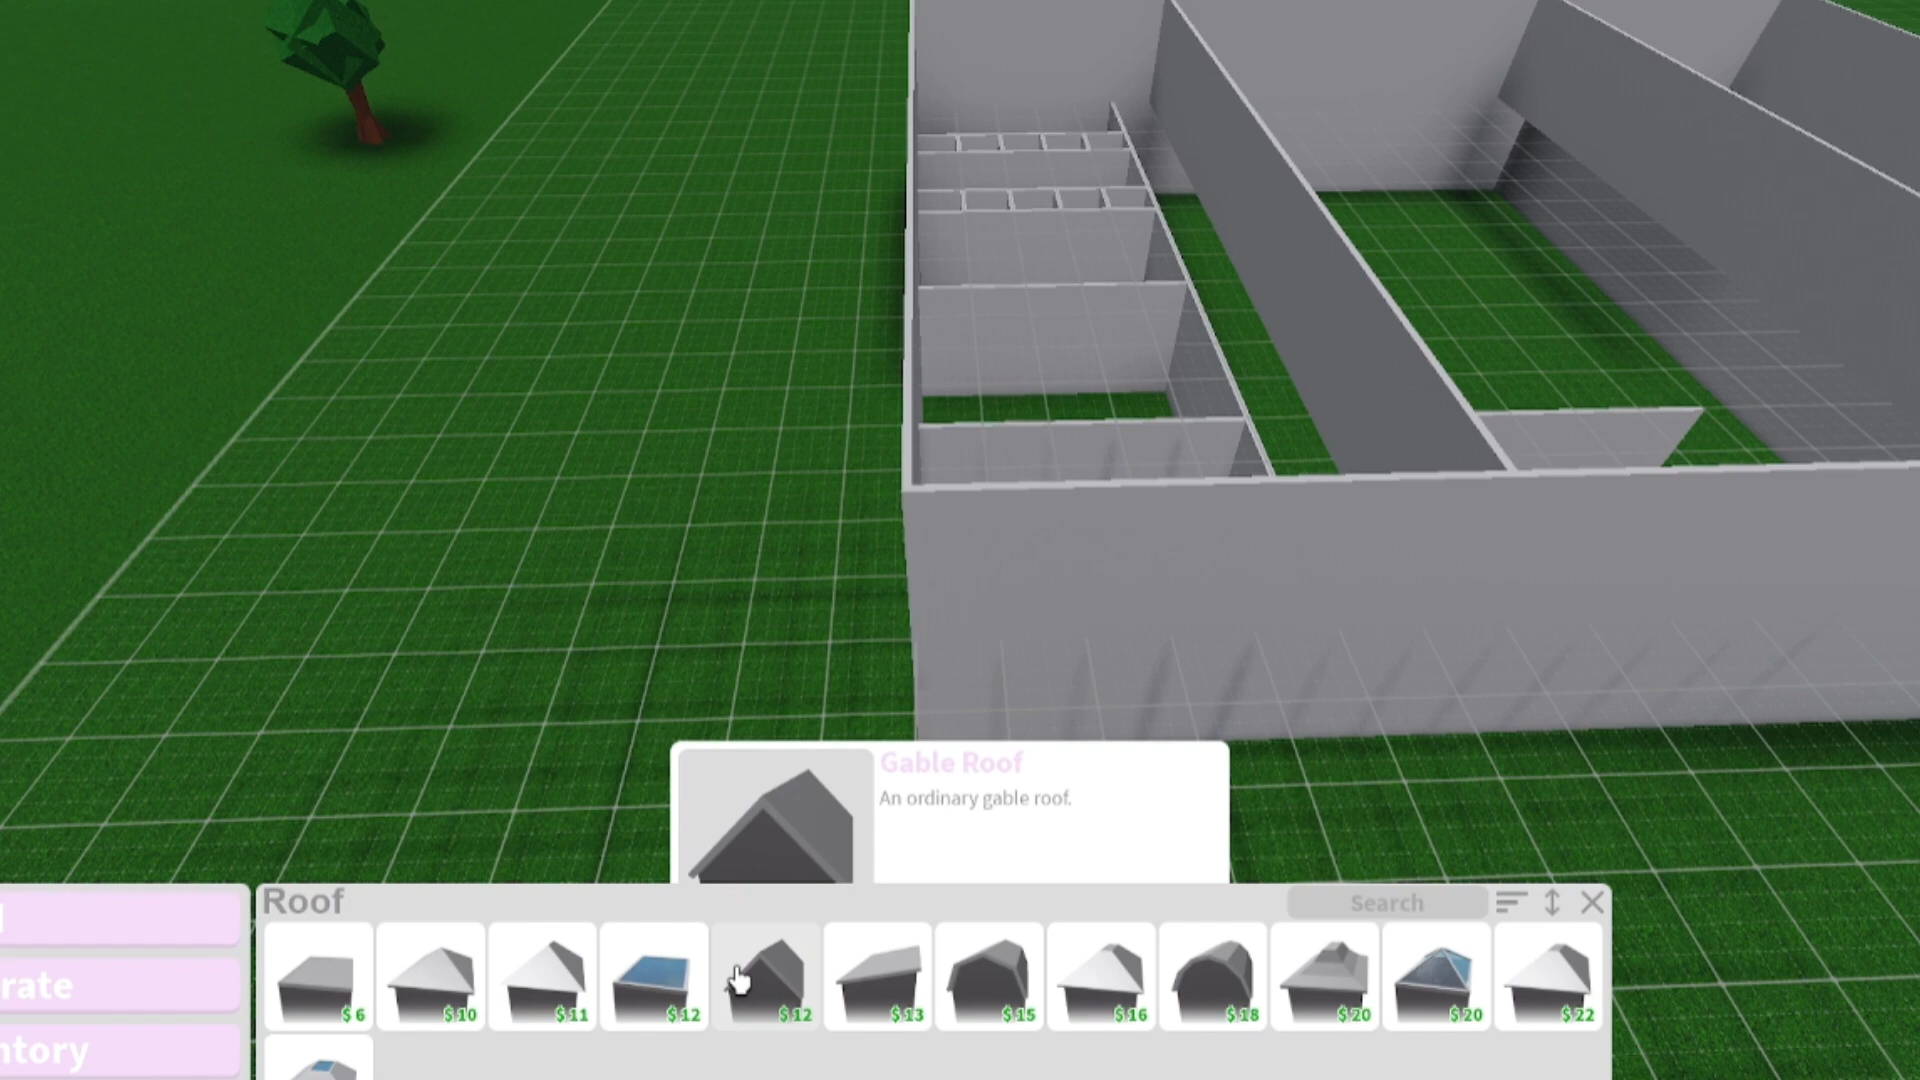 Gable Roof
An ordinary gable roof.
Roof
Search
rate
ntory
$6
$10
$11
$12
$12
$13
$15
$16
$18
$20
$20
$22